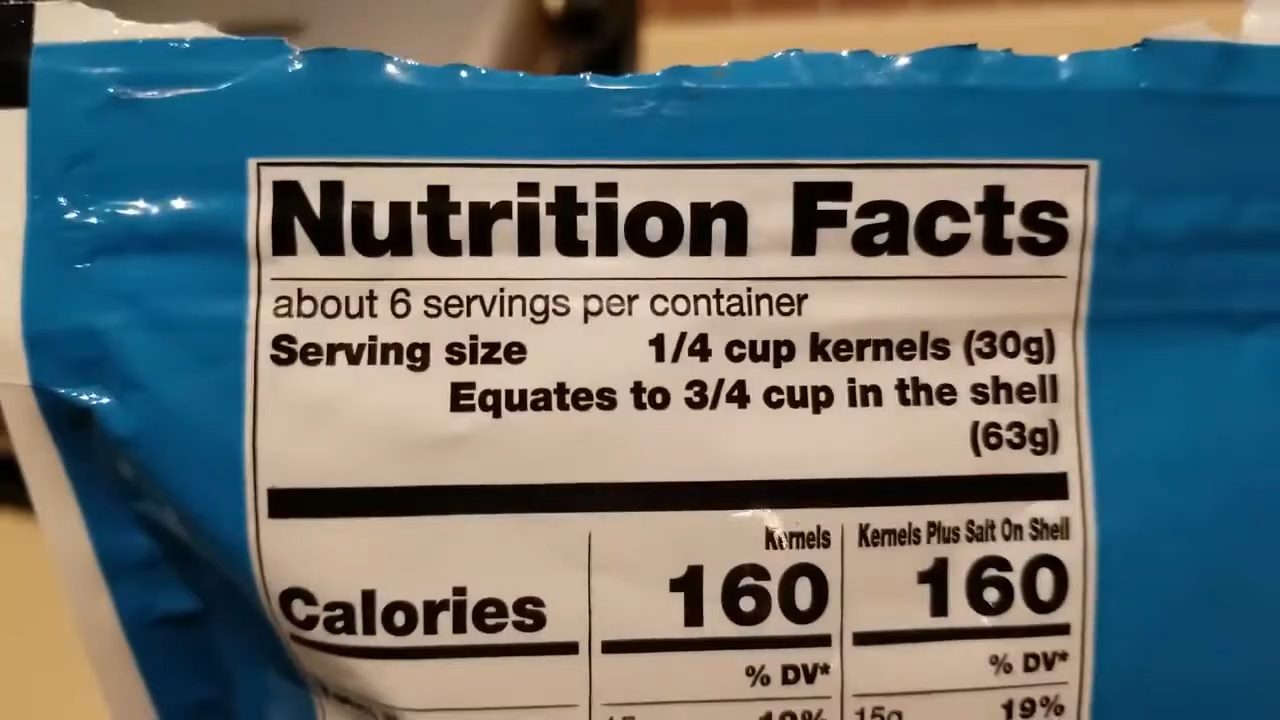 Nutrition Facts
about 6 servings per container
Serving size 1/4 cup kernels (30g)
Equates to 3/4 cup in the shell
(63g)
Kernels Kernels Plus Salt On Shell
Calories 160 160
% DV* % DV*
19% 15g 19%